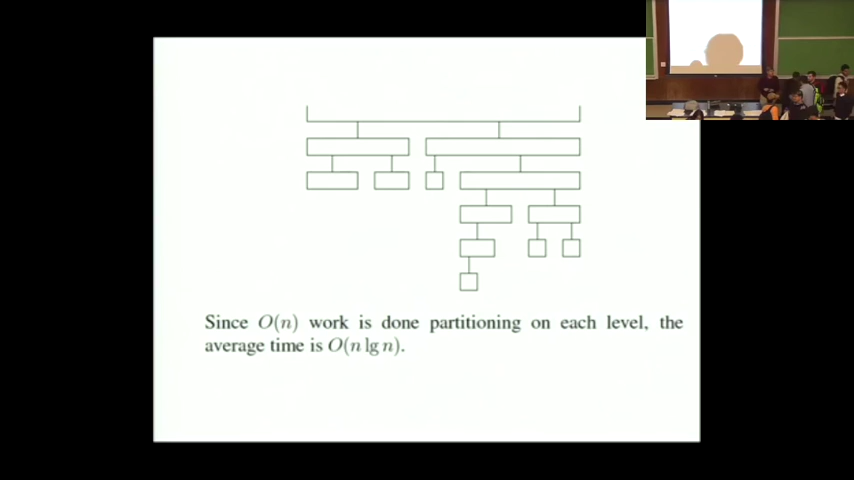 Since O(n) work is done partitioning on each level, the
average time is O(n lg n).